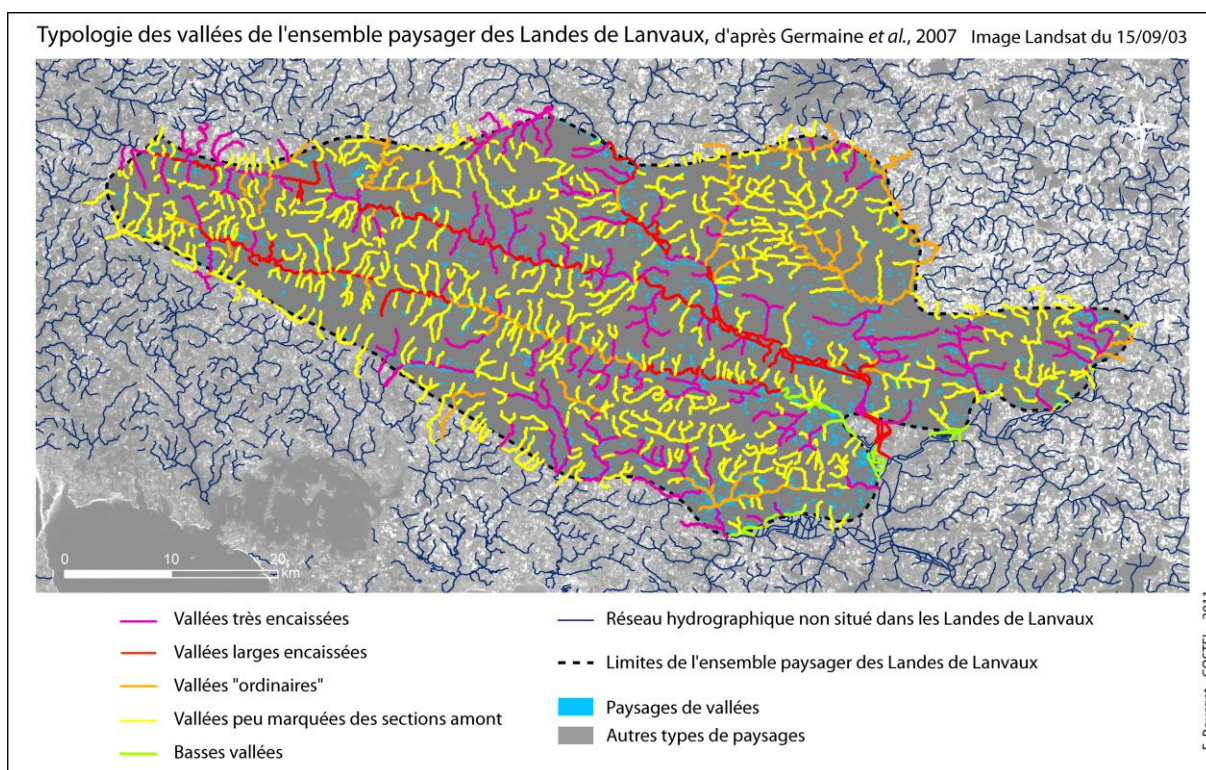 Typologie des vallées de l'ensemble paysager des Landes de Lanvaux, d'après Germaine et al., 2007 Image Landsat du 15/09/03
0 10 20
km
Vallées très encaissées
Vallées larges encaissées
Vallées "ordinaires"
Vallées peu marquées des sections amont
Basses vallées
Réseau hydrographique non situé dans les Landes de Lanvaux
Limites de l'ensemble paysager des Landes de Lanvaux
Paysages de vallées
Autres types de paysages